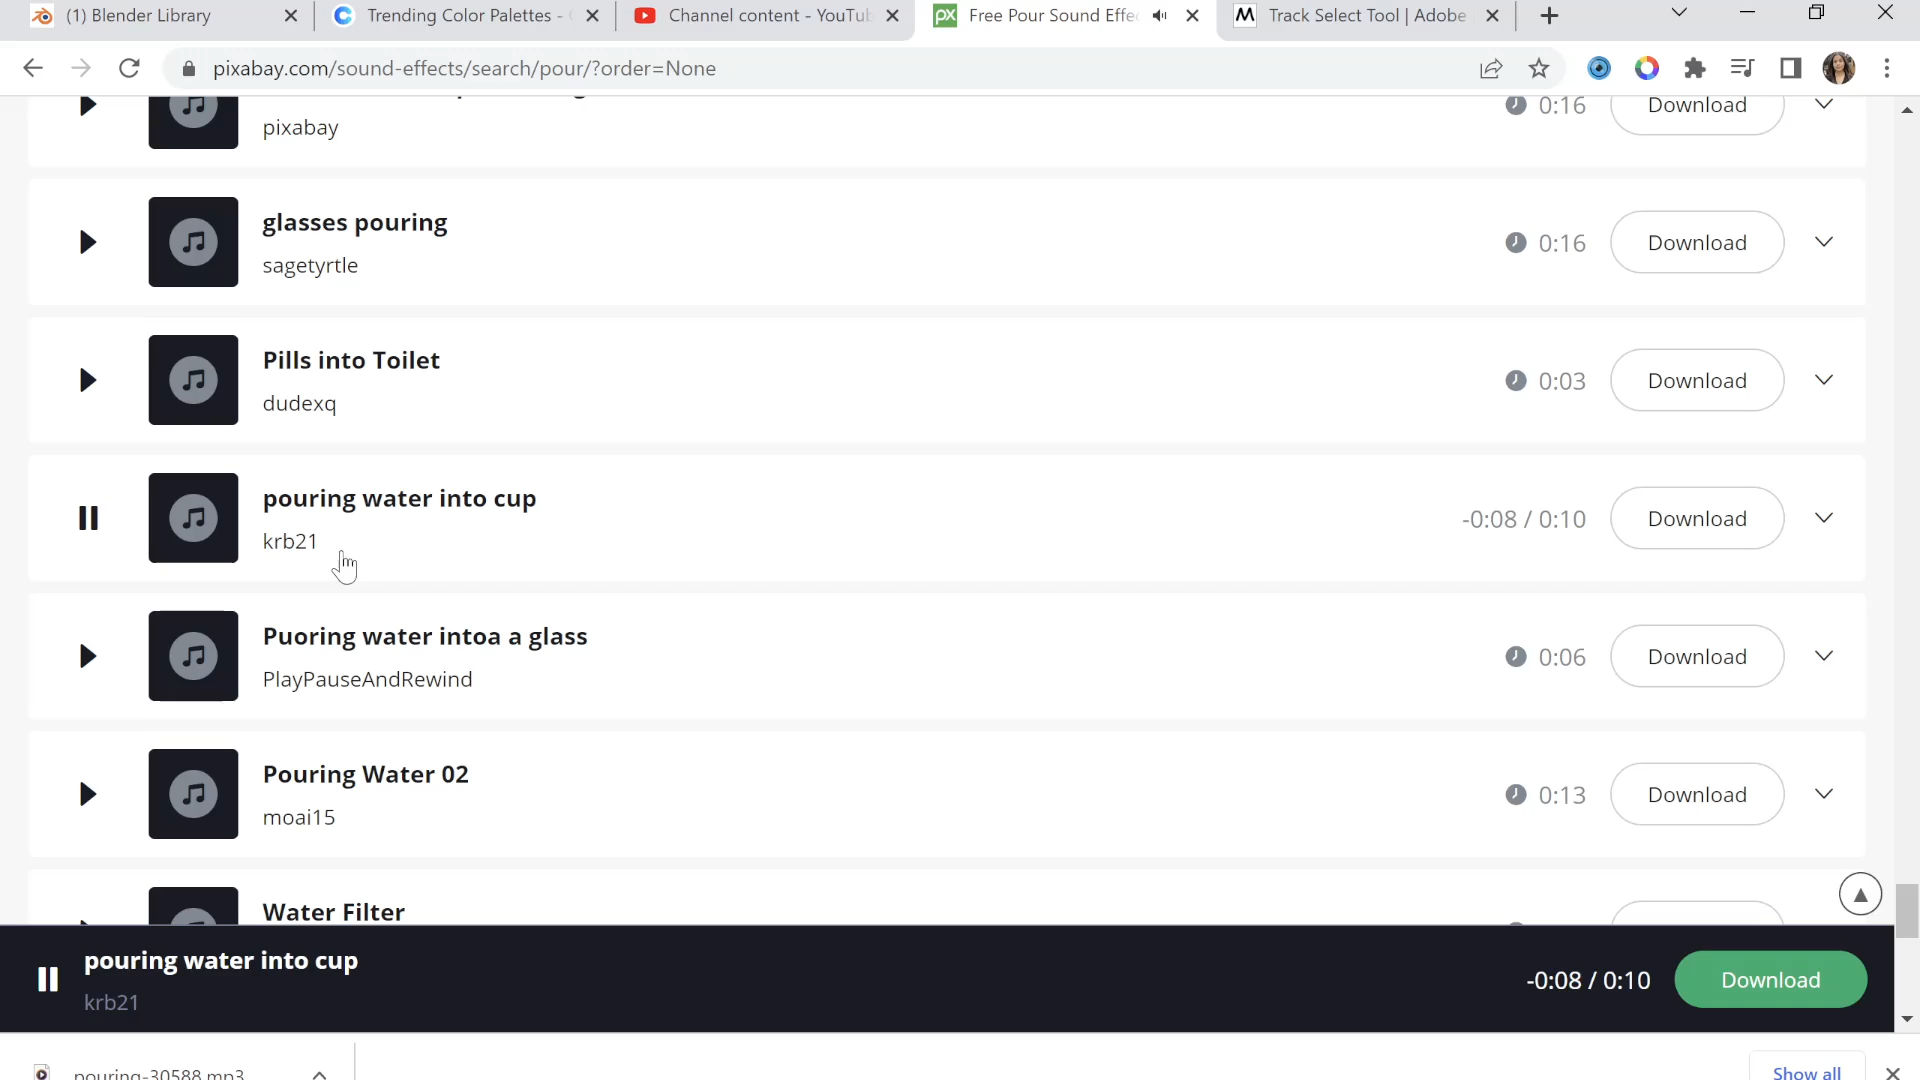 (1) Blender Library
Trending Color Palettes -
Channel content - YouTub
Free Pour Sound Effec
Track Select Tool | Adobe
pixabay.com/sound-effects/search/pour/?order=None
pixabay
0:16
Download
glasses pouring
sagetyrtle
0:16
Download
Pills into Toilet
dudexq
0:03
Download
pouring water into cup
krb21
-0:08 / 0:10
Download
Puoring water intoa a glass
PlayPauseAndRewind
0:06
Download
Pouring Water 02
moai15
0:13
Download
Water Filter
pouring water into cup
krb21
-0:08 / 0:10
Download
pouring-30588.mp3
Show all